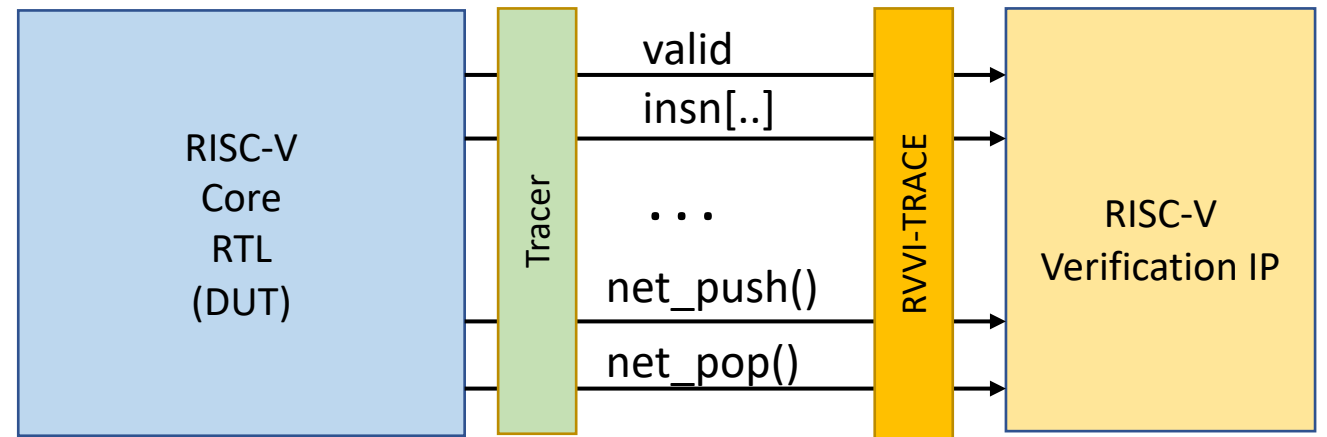 RISC-V
Core
RTL
(DUT)
Tracer
valid
insn[..]
. . .
net_push()
net_pop()
RVVI-TRACE
RISC-V
Verification IP